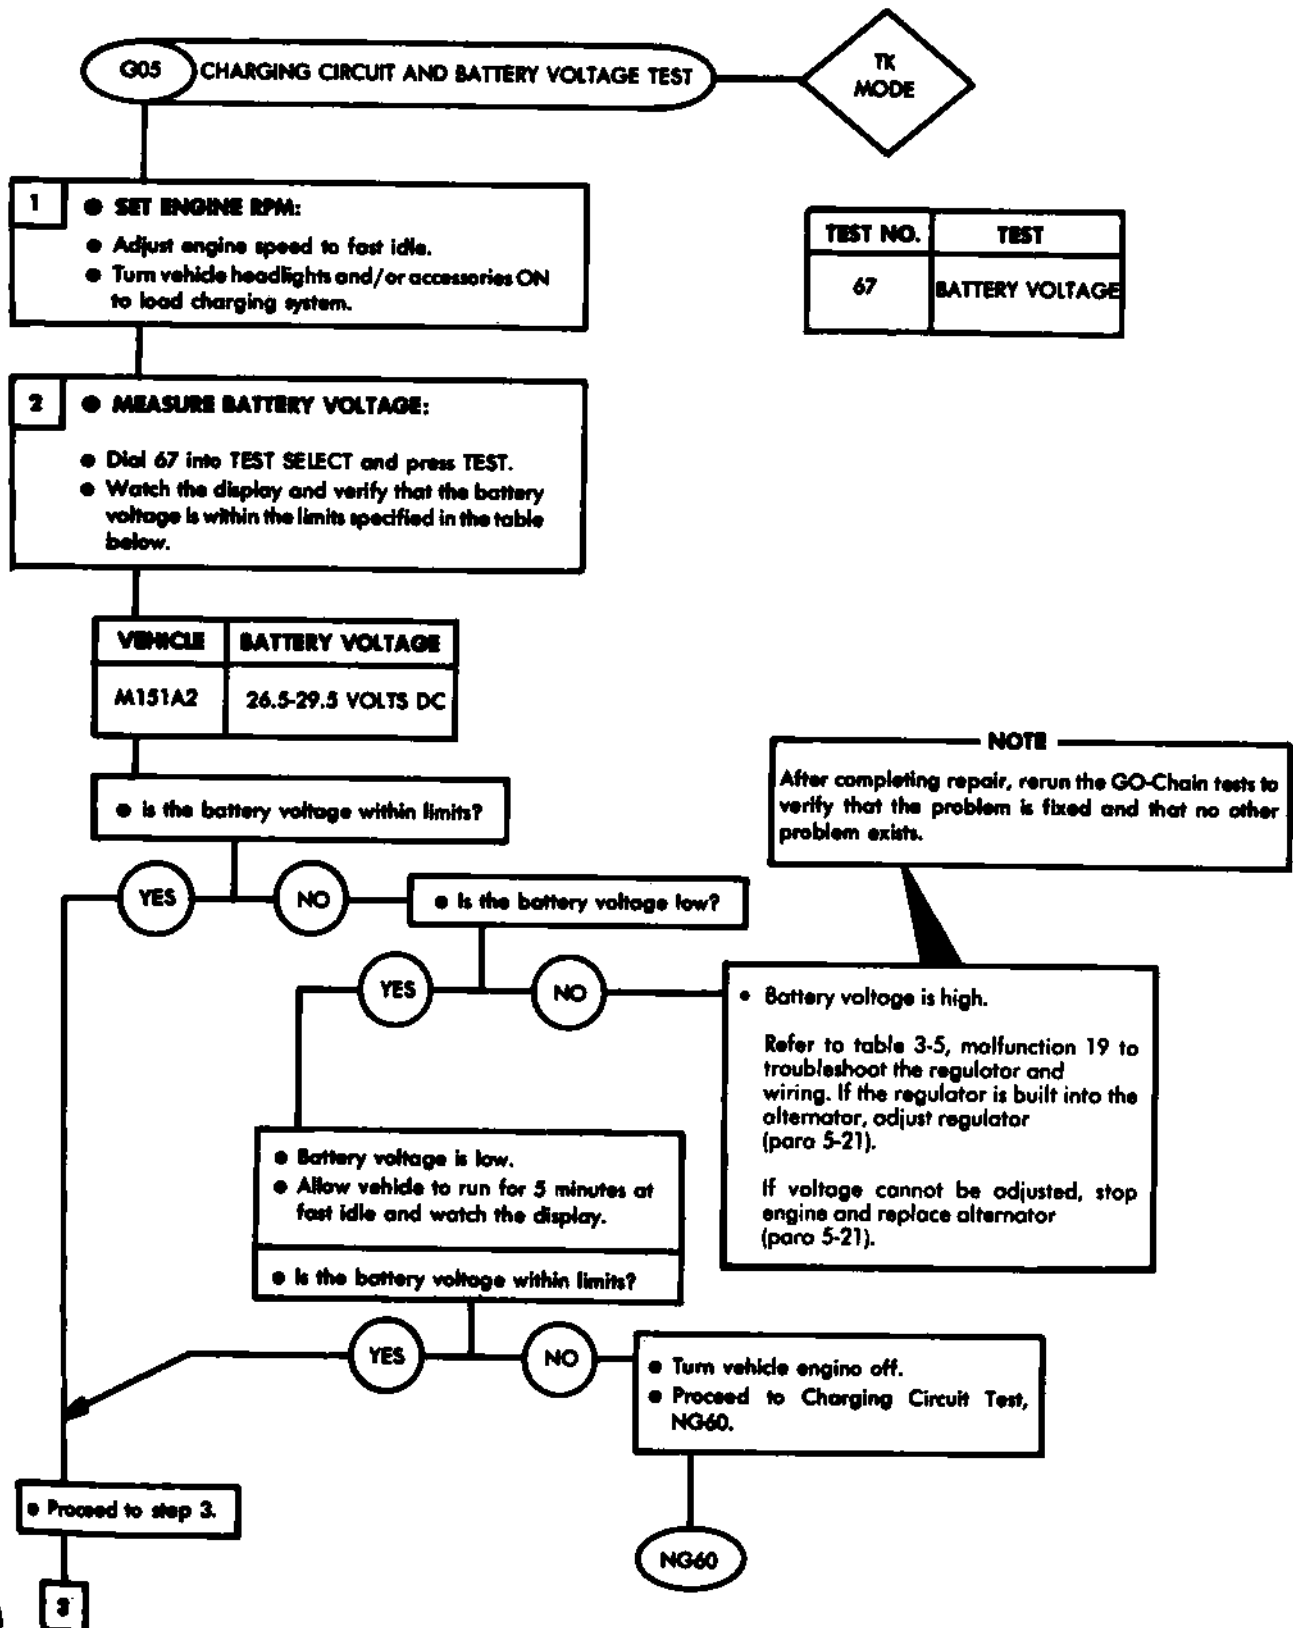 G05 CHARGING CIRCUIT AND BATTERY VOLTAGE TEST
TK
MODE
1
● SET ENGINE RPM:
● Adjust engine speed to fast idle.
● Turn vehicle headlights and/or accessories ON
to load charging system.
TEST NO. TEST
67 BATTERY VOLTAGE
2
● MEASURE BATTERY VOLTAGE:
● Dial 67 into TEST SELECT and press TEST.
● Watch the display and verify that the battery
voltage is within the limits specified in the table
below.
VEHICLE BATTERY VOLTAGE
M151A2 26.5-29.5 VOLTS DC
● is the battery voltage within limits?
NOTE
After completing repair, rerun the GO-Chain tests to
verify that the problem is fixed and that no other
problem exists.
YES NO
● Is the battery voltage low?
YES NO
● Battery voltage is high.
Refer to table 3-5, malfunction 19 to
troubleshoot the regulator and
wiring. If the regulator is built into the
alternator, adjust regulator
(para 5-21).
If voltage cannot be adjusted, stop
engine and replace alternator
(para 5-21).
● Battery voltage is low.
● Allow vehicle to run for 5 minutes at
fast idle and watch the display.
● Is the battery voltage within limits?
YES NO
● Turn vehicle engine off.
● Proceed to Charging Circuit Test,
NG60.
● Proceed to step 3.
NG60
3